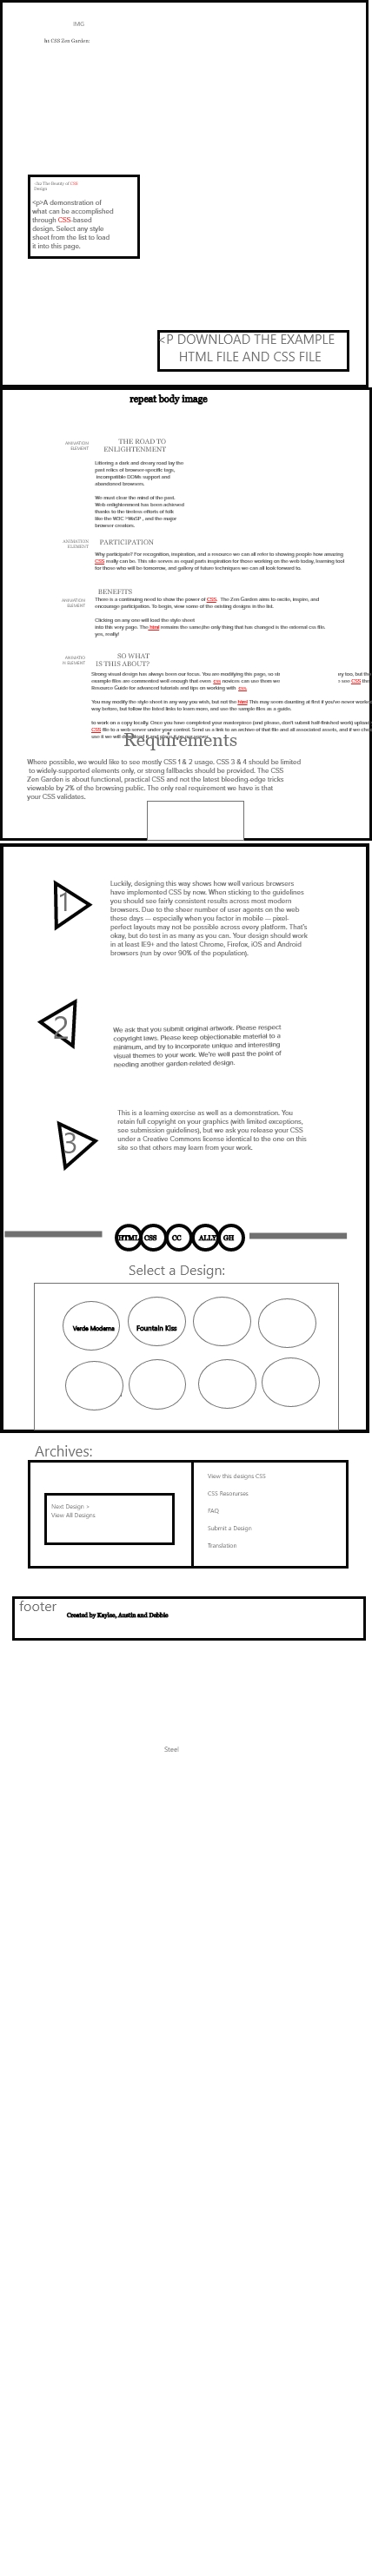 IMG
he CSS Zen Garden
The Beauty of CSS
Design
<p>A demonstration of
what can be accomplished
through CSS-based
design. Select any style
sheet from the list to load
it into this page.
<P DOWNLOAD THE EXAMPLE
HTML FILE AND CSS FILE
repeat body image
ANIMATION
ELEMENT
THE ROAD TO
ENLIGHTENMENT
Littering a dark and dreary road lay the
past relics of browser-specific tags,
incompatible DOMs support and
abandoned browsers.
We must clear the mind of the past.
Web enlightenment has been achieved
thanks to the tireless efforts of folk
like the W3C, WaSP, and the major
browser creators.
ANIMATION
ELEMENT
PARTICIPATION
Why participate? For recognition, inspiration, and a resource we can all refer to showing people how amazing
CSS really can be. This site serves as equal parts inspiration for those working on the web today, learning tool
for those who will be tomorrow, and gallery of future techniques we can all look forward to.
ANIMATION
ELEMENT
BENEFITS
There is a continuing need to show the power of CSS. The Zen Garden aims to excite, inspire, and
encourage participation. To begin, view some of the existing designs in the list.
Clicking on any one will load the style sheet
into this very page. The html remains the same,the only thing that has changed is the external css file.
yes, really!
ANIMATIO
N ELEMENT
SO WHAT
IS THIS ABOUT?
Strong visual design has always been our focus. You are modifying this page, so str
example files are commented well enough that even css novices can use them
Resource Guide for advanced tutorials and tips on working with css.
You may modify the style sheet in any way you wish, but not the html This may seem daunting at first if you've never
way before, but follow the listed links to learn more, and use the sample files as a guide.
to work on a copy locally. Once you have completed your masterpiece (and please, don't submit half-finished work)
CSS file to a web server under your control. Send us a link to an archive of that file and all associated assets, and if we
Requirements
Where possible, we would like to see mostly CSS 1 & 2 usage. CSS 3 & 4 should be limited
to widely-supported elements only, or strong fallbacks should be provided. The CSS
Zen Garden is about functional, practical CSS and not the latest bleeding-edge tricks
viewable by 2% of the browsing public. The only real requirement we have is that
your CSS validates.
1
Luckily, designing this way shows how well various browsers
have implemented CSS by now. When sticking to the guidelines
you should see fairly consistent results across most modern
browsers. Due to the sheer number of user agents on the web
these days — especially when you factor in mobile — pixel-
perfect layouts may not be possible across every platform. That's
okay, but do test in as many as you can. Your design should work
in at least IE9+ and the latest Chrome, Firefox, iOS and Android
browsers (run by over 90% of the population).
2
We ask that you submit original artwork. Please respect
copyright laws. Please keep objectionable material to a
minimum, and try to incorporate unique and interesting
visual themes to your work. We're well past the point of
needing another garden-related design.
3
This is a learning exercise as well as a demonstration. You
retain full copyright on your graphics (with limited exceptions,
see submission guidelines), but we ask you release your CSS
under a Creative Commons license identical to the one on this
site so that others may learn from your work.
HTML CSS CC ALLY GH
Select a Design:
Verde Moderna Fountain Kiss
Archives:
Next Design >
View All Designs
View this designs CSS
CSS Resorurses
FAQ
Submit a Design
Translation
footer
Created by Kaylee, Austin and Debbie
Steel